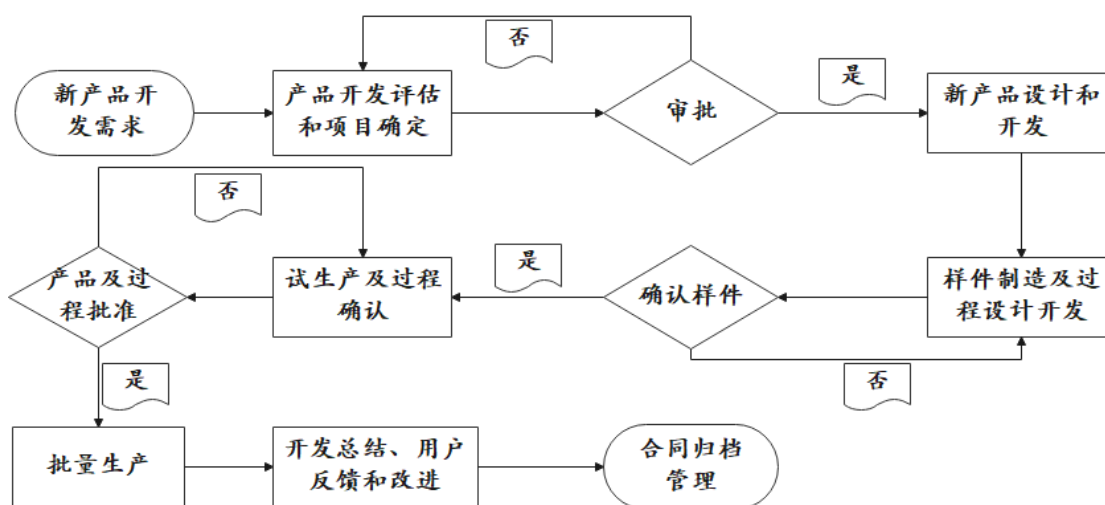 否
新产品开
发需求
产品开发评估
和项目确定
审批
是
新产品设计和
开发
否
产品及过
程批准
试生产及过程
确认
是
确认样件
样件制造及过
程设计开发
否
是
批量生产
开发总结、用户
反馈和改进
合同归档
管理